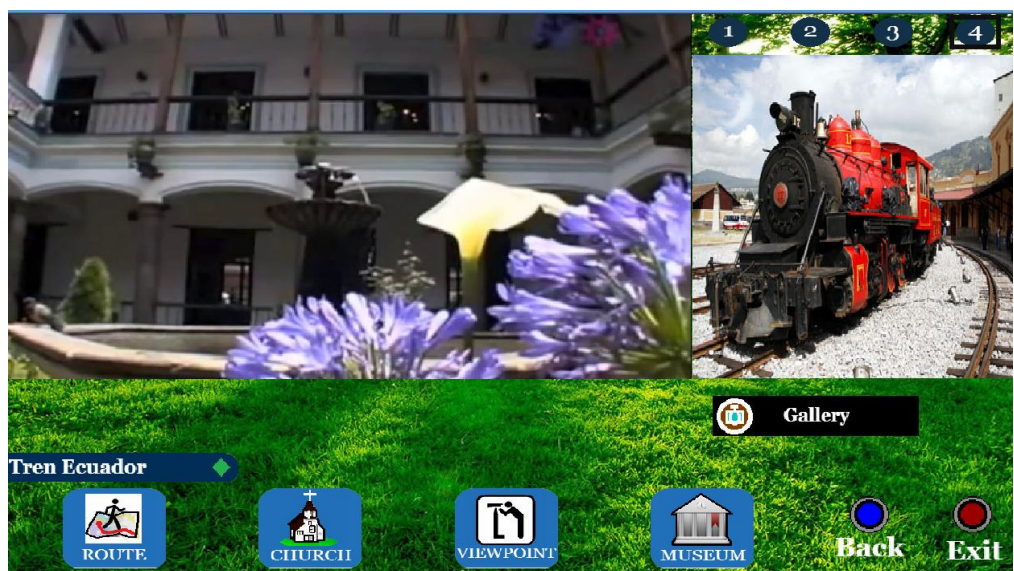 1 2 3 4
Gallery
Tren Ecuador
ROUTE CHURCH VIEWPOINT MUSEUM Back Exit